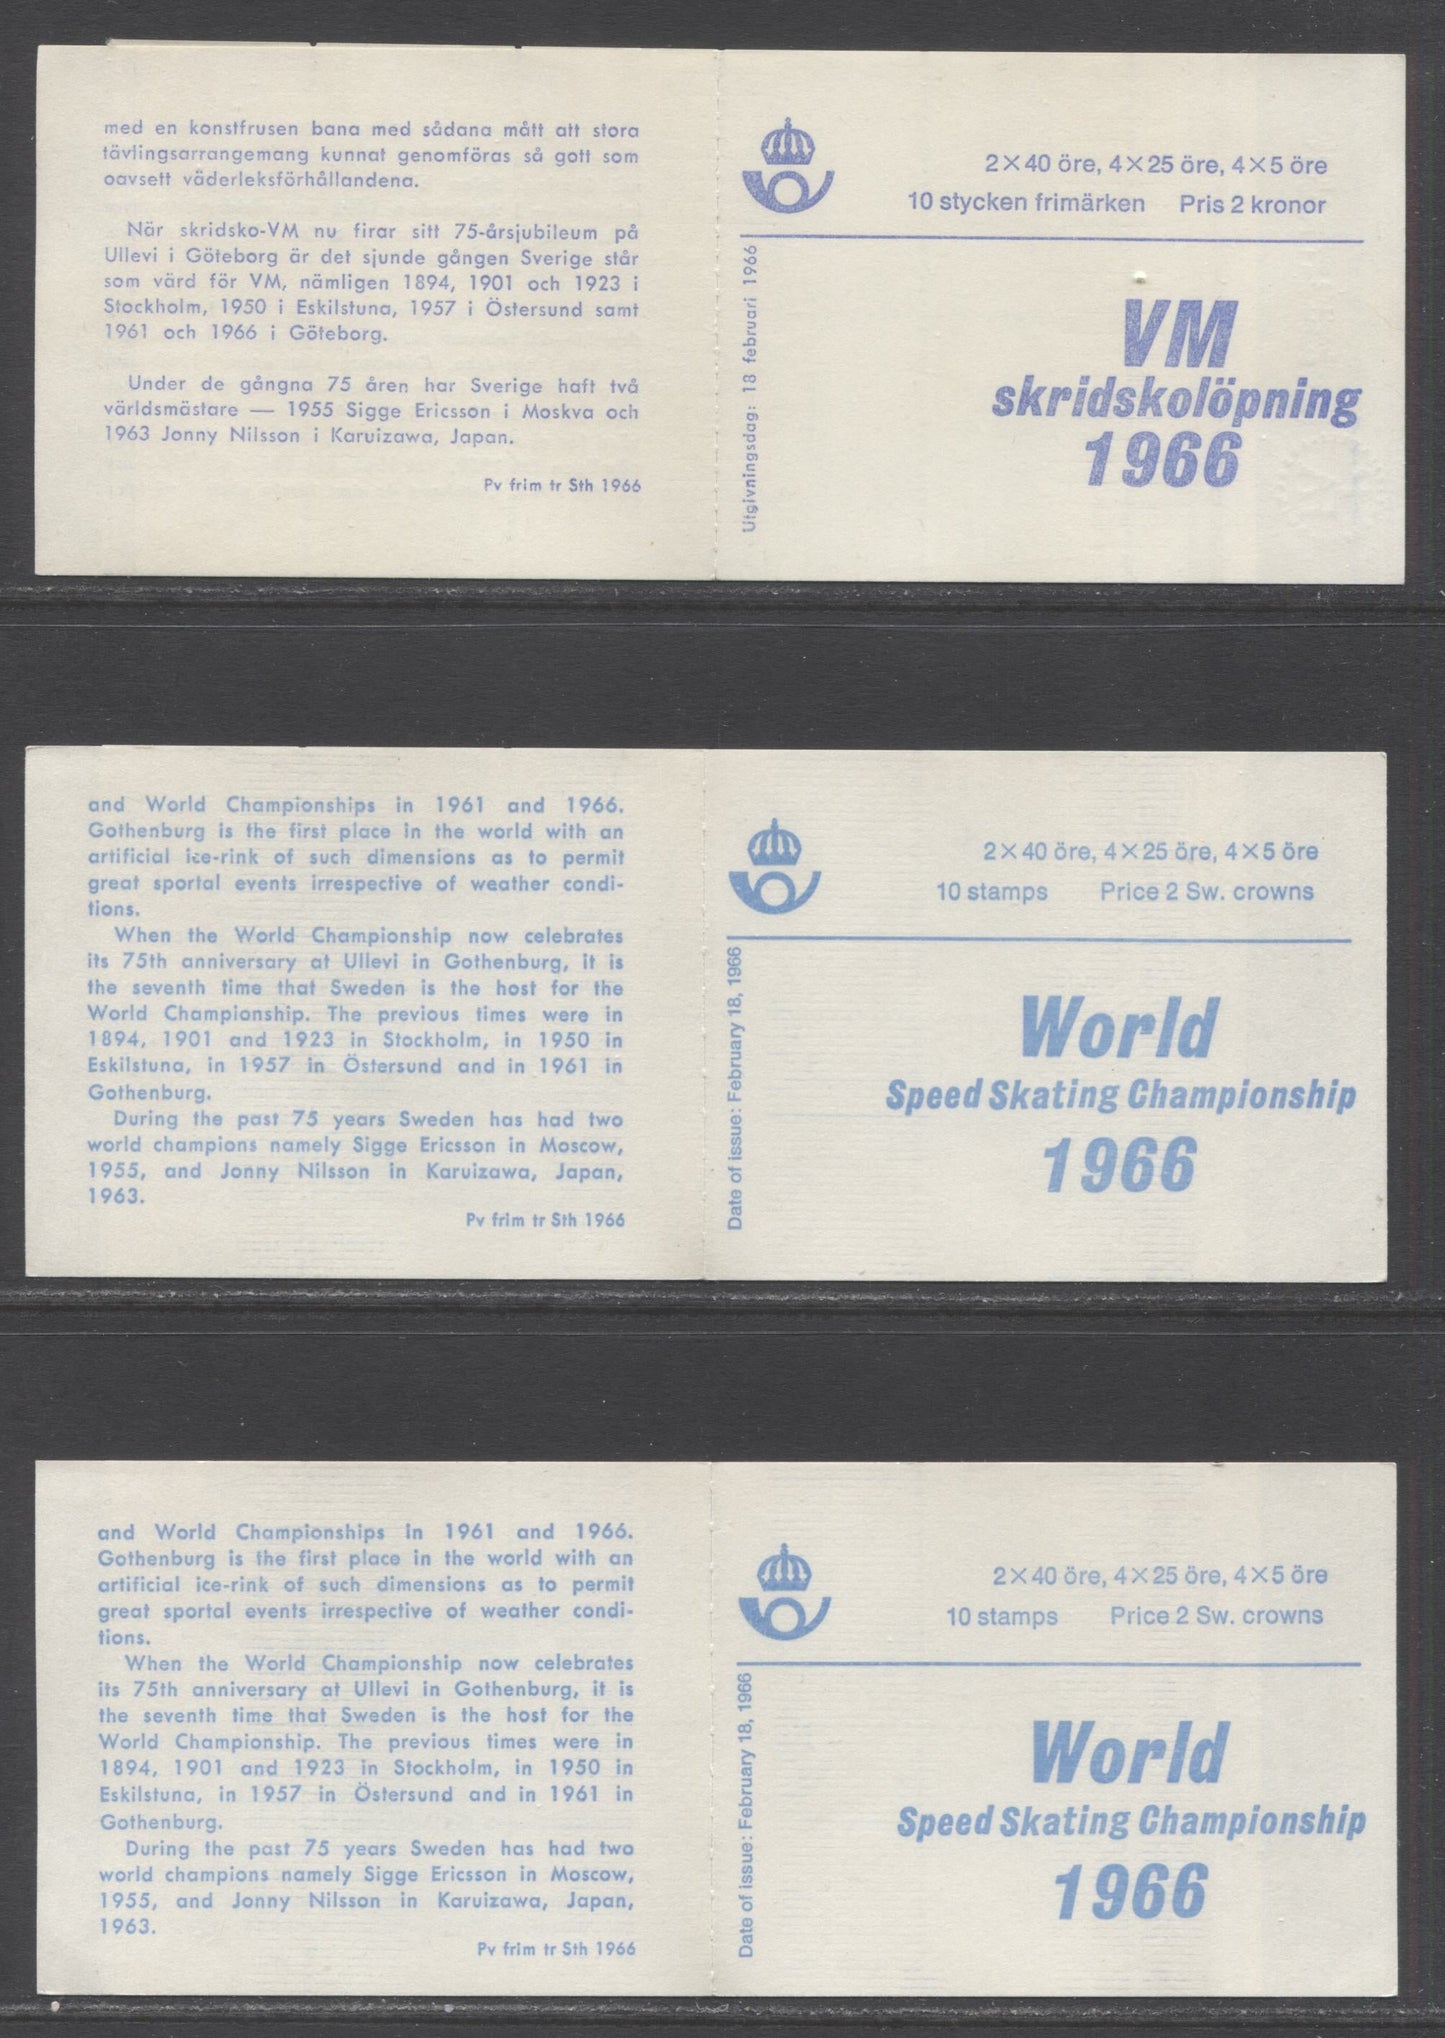 med en konstfrusen bana med sådana mått att stora
tävlingsarrangemang kunnat genomföras så gott som
oavsett väderleksförhållandena.
När skridsko-VM nu firar sitt 75-årsjubileum på
Ullevi i Göteborg är det sjunde gången Sverige står
som värd för VM, nämligen 1894, 1901 och 1923 i
Stockholm, 1950 i Eskilstuna, 1957 i Östersund samt
1961 och 1966 i Göteborg.
Under de gångna 75 åren har Sverige haft två
världsmästare — 1955 Sigge Ericsson i Moskva och
1963 Jonny Nilsson i Karuizawa, Japan.
Pv frim tr Sth 1966
2×40 öre, 4×25 öre, 4×5 öre
10 stycken frimärken Pris 2 kronor
Utgivningsdag: 18 februari 1966
VM
skridskolöpning
1966
and World Championships in 1961 and 1966.
Gothenburg is the first place in the world with an
artificial ice-rink of such dimensions as to permit
great sportal events irrespective of weather condi-
tions.
When the World Championship now celebrates
its 75th anniversary at Ullevi in Gothenburg, it is
the seventh time that Sweden is the host for the
World Championship. The previous times were in
1894, 1901 and 1923 in Stockholm, in 1950 in
Eskilstuna, in 1957 in Östersund and in 1961 in
Gothenburg.
During the past 75 years Sweden has had two
world champions namely Sigge Ericsson in Moscow,
1955, and Jonny Nilsson in Karuizawa, Japan,
1963.
Pv frim tr Sth 1966
2×40 öre, 4×25 öre, 4×5 öre
10 stamps Price 2 Sw. crowns
Date of issue: February 18, 1966
World
Speed Skating Championship
1966
and World Championships in 1961 and 1966.
Gothenburg is the first place in the world with an
artificial ice-rink of such dimensions as to permit
great sportal events irrespective of weather condi-
tions.
When the World Championship now celebrates
its 75th anniversary at Ullevi in Gothenburg, it is
the seventh time that Sweden is the host for the
World Championship. The previous times were in
1894, 1901 and 1923 in Stockholm, in 1950 in
Eskilstuna, in 1957 in Östersund and in 1961 in
Gothenburg.
During the past 75 years Sweden has had two
world champions namely Sigge Ericsson in Moscow,
1955, and Jonny Nilsson in Karuizawa, Japan,
1963.
Pv frim tr Sth 1966
2×40 öre, 4×25 öre, 4×5 öre
10 stamps Price 2 Sw. crowns
Date of issue: February 18, 1966
World
Speed Skating Championship
1966